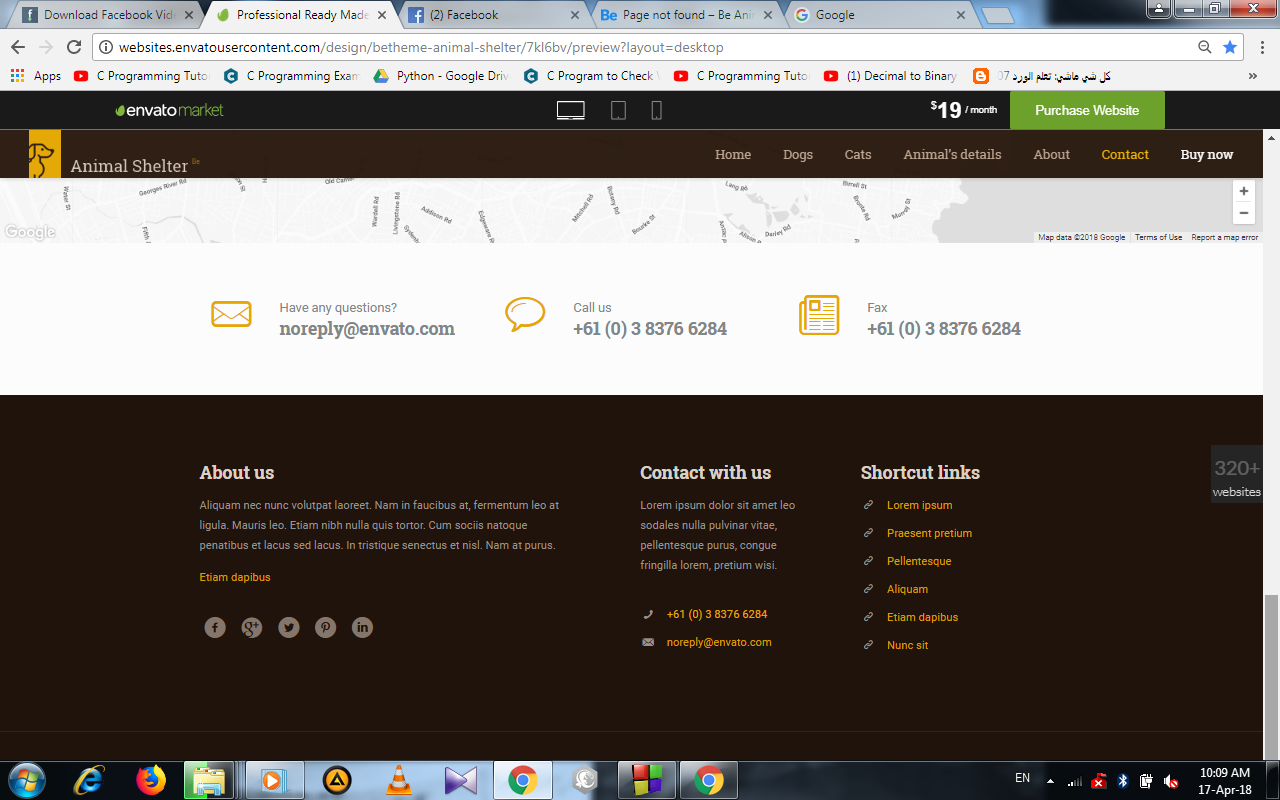 Download Facebook Vide
Professional Ready Made
(2) Facebook
Page not found – Be Ani
Google
websites.envatousercontent.com/design/betheme-animal-shelter/7kl6bv/preview?layout=desktop
Apps
C Programming Tuto
C Programming Exam
Python - Google Driv
C Program to Check
C Programming Tuto
(1) Decimal to Binary
كل شي هاشي: تعلم الورد 07
»
envato market
$19 / month
Purchase Website
Animal Shelter Be
Home
Dogs
Cats
Animal's details
About
Contact
Buy now
Georges River Rd
Water St
Fifth A
Wardell Rd
Livingstone Rd
Addison Rd
Sydenh
Edgeware R
Mitchell Rd
Botany Rd
Bourke St
Lang Rd
Alison R
Darley Rd
Birrell St
Bronte Rd
Murray St
Google
+
−
Map data ©2018 Google
Terms of Use
Report a map error
Have any questions?
noreply@envato.com
Call us
+61 (0) 3 8376 6284
Fax
+61 (0) 3 8376 6284
About us
Aliquam nec nunc volutpat laoreet. Nam in faucibus at, fermentum leo at
ligula. Mauris leo. Etiam nibh nulla quis tortor. Cum sociis natoque
penatibus et lacus sed lacus. In tristique senectus et nisl. Nam at purus.
Etiam dapibus
Contact with us
Lorem ipsum dolor sit amet leo
sodales nulla pulvinar vitae,
pellentesque purus, congue
fringilla lorem, pretium wisi.
+61 (0) 3 8376 6284
noreply@envato.com
Shortcut links
Lorem ipsum
Praesent pretium
Pellentesque
Aliquam
Etiam dapibus
Nunc sit
320+
websites
EN
10:09 AM
17-Apr-18